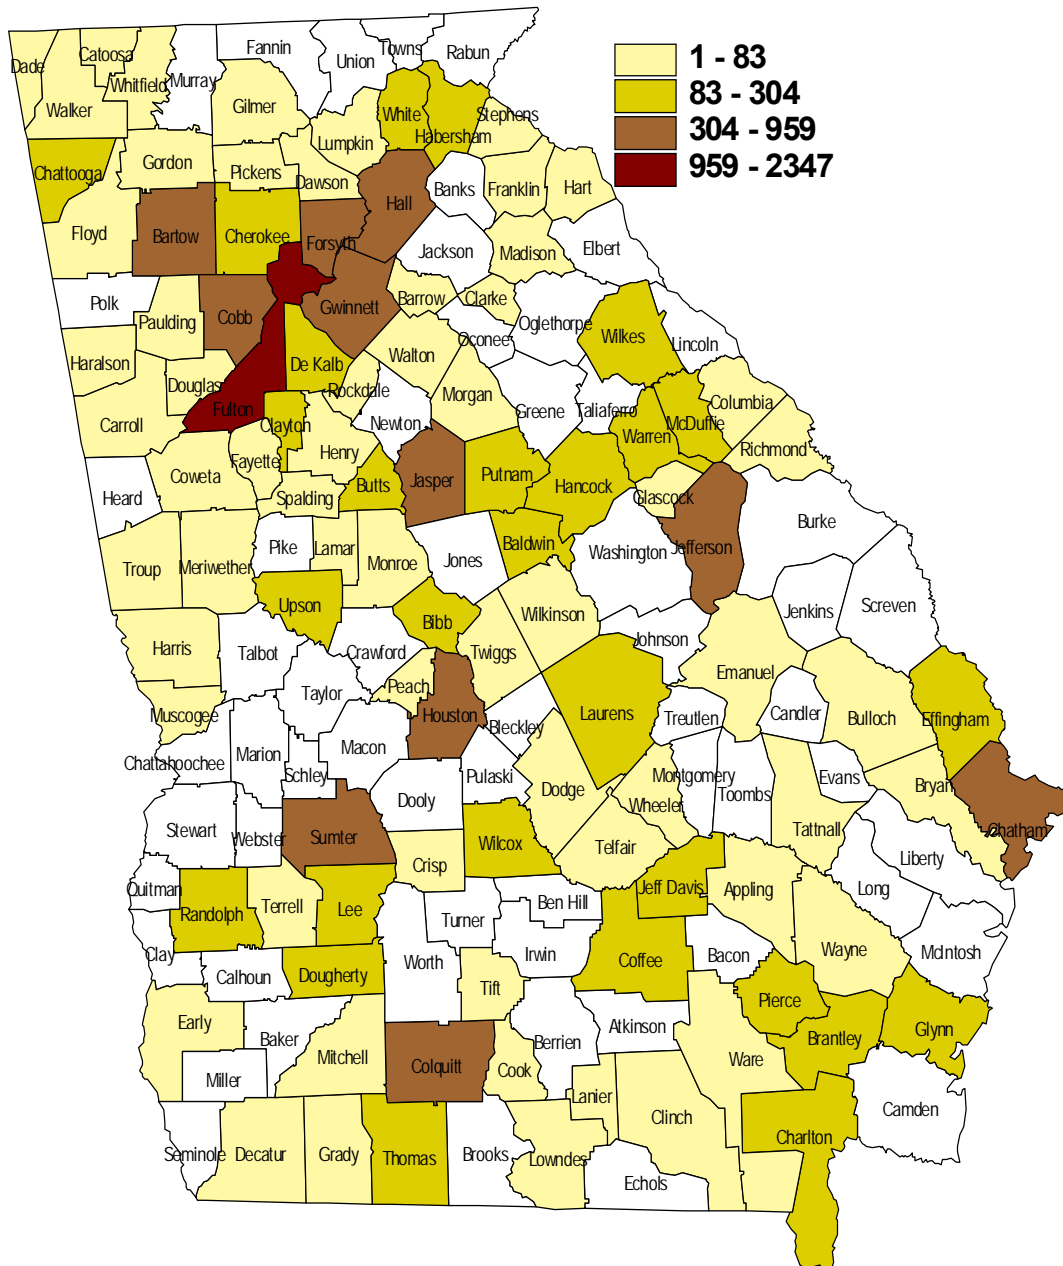 1 - 83
83 - 304
304 - 959
959 - 2347
Dade
Catoosa
Whitfield
Walker
Murray
Fannin
Union
Towns
Rabun
Gilmer
White
Habersham
Stephens
Lumpkin
Chattooga
Gordon
Pickens
Dawson
Hall
Banks
Franklin
Hart
Floyd
Bartow
Cherokee
Forsyth
Jackson
Madison
Elbert
Polk
Paulding
Cobb
Gwinnett
Barrow
Clarke
Oglethorpe
Oconee
Wilkes
Lincoln
Haralson
Douglas
De Kalb
Walton
Rockdale
Morgan
Greene
Taliaferro
Columbia
Carroll
Fulton
Clayton
Newton
Warren
McDuffie
Richmond
Heard
Coweta
Fayette
Henry
Spalding
Butts
Jasper
Putnam
Hancock
Glascock
Jefferson
Burke
Troup
Meriwether
Pike
Lamar
Monroe
Jones
Baldwin
Washington
Jenkins
Screven
Upson
Bibb
Wilkinson
Johnson
Harris
Talbot
Crawford
Twiggs
Emanuel
Peach
Taylor
Muscogee
Houston
Bleckley
Laurens
Treutlen
Candler
Bulloch
Effingham
Chattahoochee
Marion
Macon
Schley
Pulaski
Dodge
Montgomery
Wheeler
Toombs
Evans
Bryan
Stewart
Webster
Sumter
Dooly
Wilcox
Telfair
Tattnall
Chatham
Crisp
Liberty
Quitman
Randolph
Terrell
Lee
Turner
Ben Hill
Jeff Davis
Appling
Long
Clay
Calhoun
Dougherty
Worth
Irwin
Coffee
Bacon
Wayne
McIntosh
Early
Baker
Mitchell
Tift
Berrien
Atkinson
Pierce
Brantley
Glynn
Miller
Colquitt
Cook
Lanier
Clinch
Ware
Camden
Seminole
Decatur
Grady
Thomas
Brooks
Lowndes
Echols
Charlton